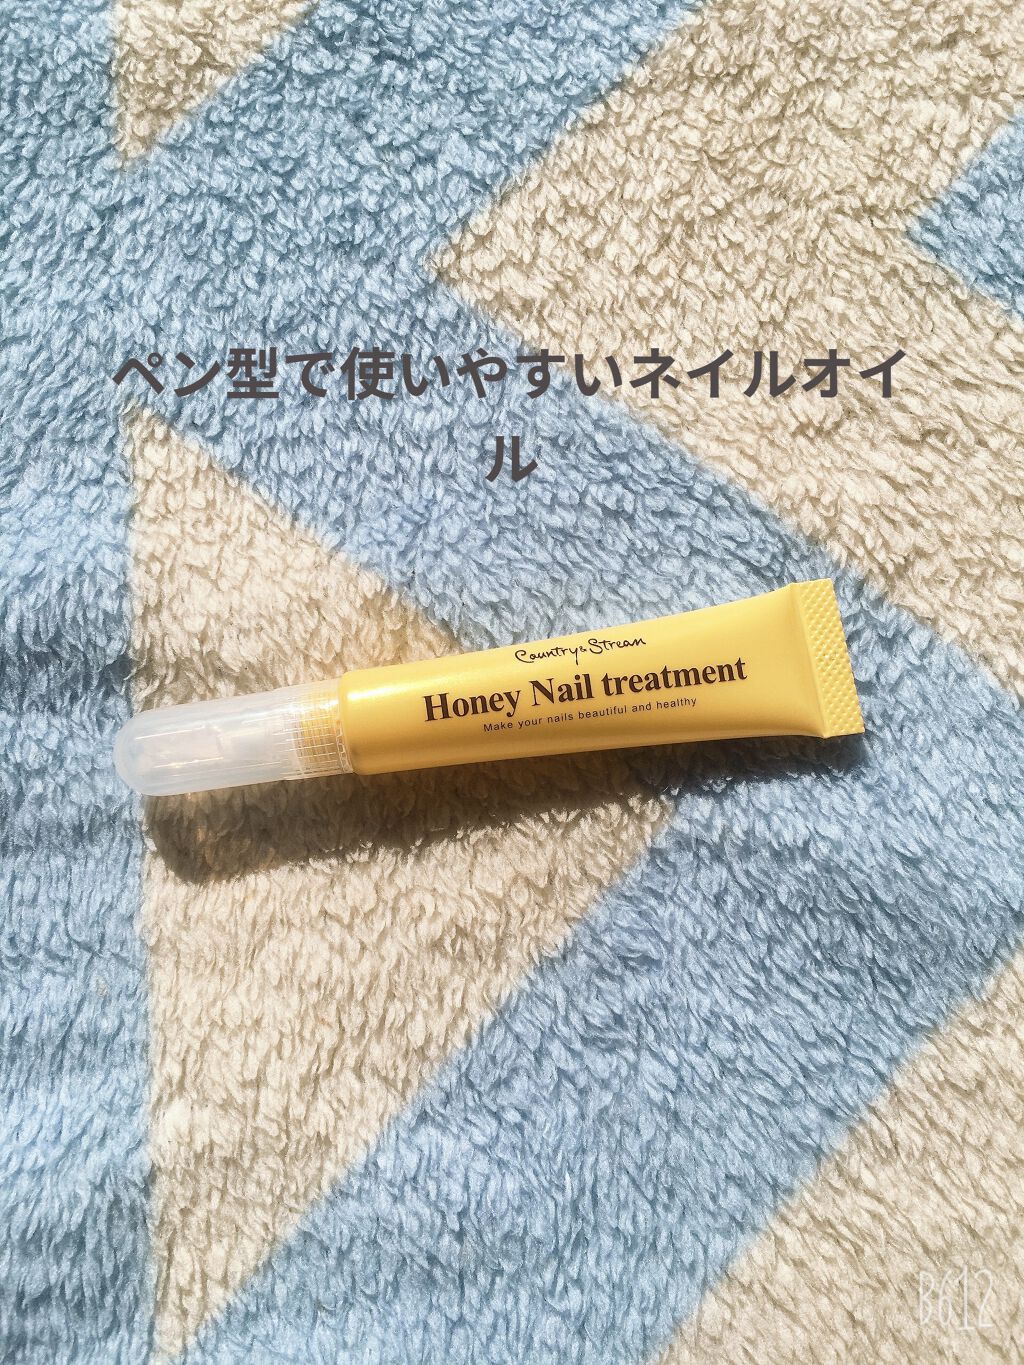 ペン型で使いやすいネイルオイ
ル
Country&Stream
Honey Nail treatment
Make your nails beautiful and healthy
B612